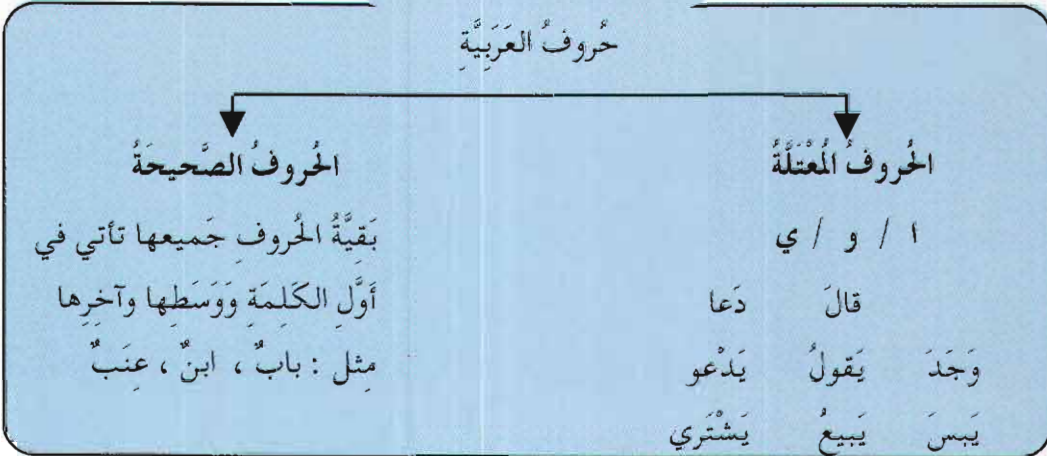 حُروفُ العَرَبِيَّةِ
الحُروفُ المُعْتَلَّةُ
ا / و / ي
قالَ دَعا
وَجَدَ يَقولُ يَدْعو
يَبِسَ يَبيعُ يَشْتَري
الحُروفُ الصَّحيحَةُ
بَقِيَّةُ الحُروفِ جَميعها تأتي في
أَوَّلِ الكَلِمَةِ وَوَسَطِها وآخِرِها
مِثل : بابٌ ، ابنٌ ، عِنَبٌ